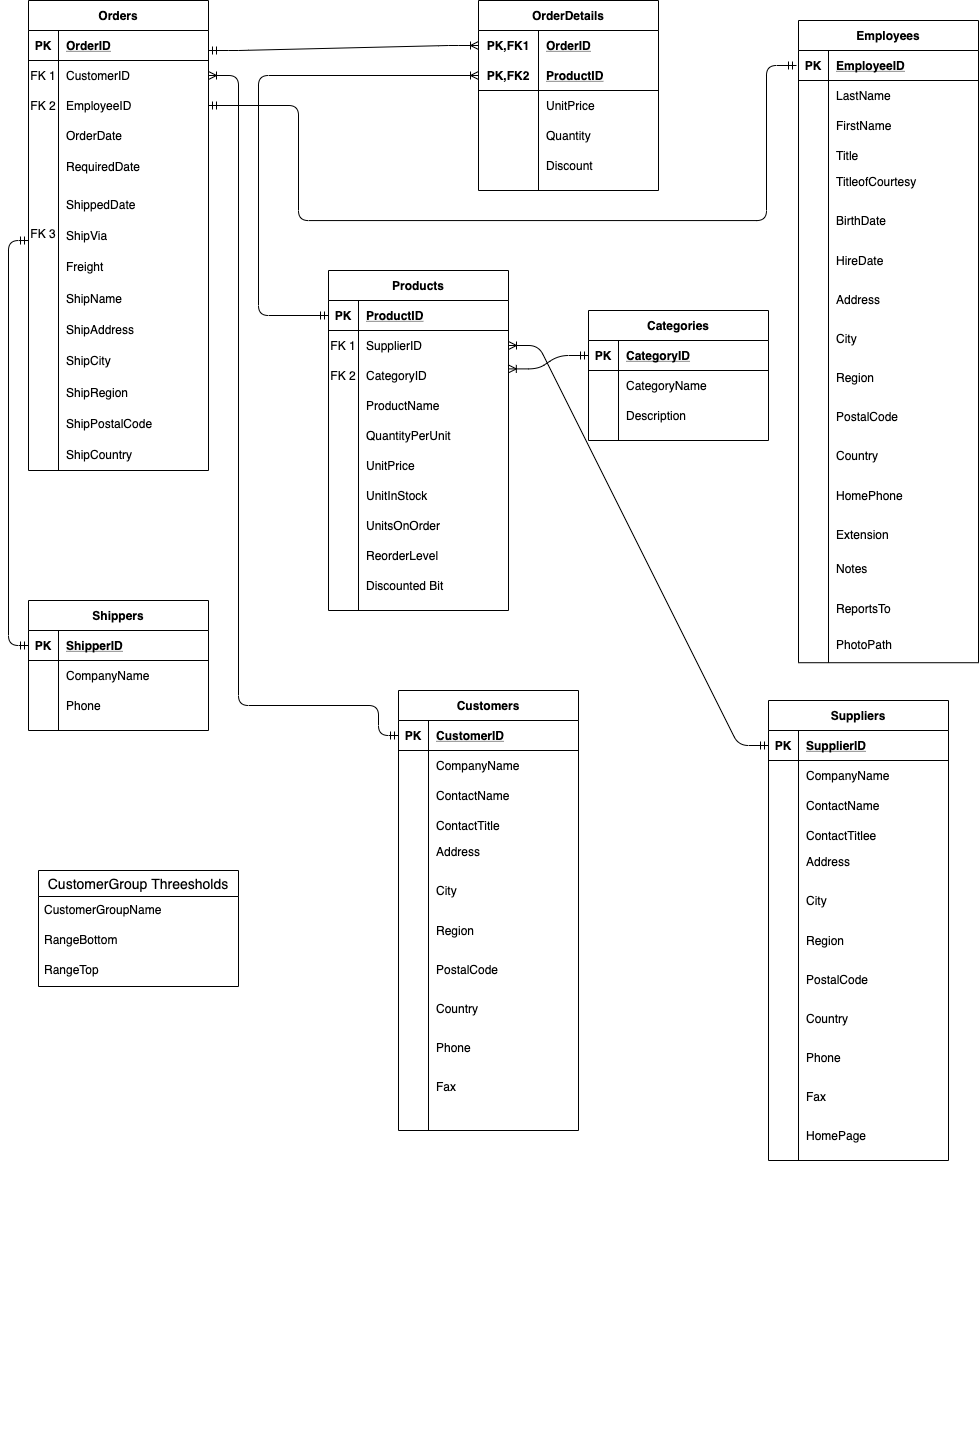 Orders
PK OrderID
FK 1 CustomerID
FK 2 EmployeeID
OrderDate
RequiredDate
ShippedDate
FK 3 ShipVia
Freight
ShipName
ShipAddress
ShipCity
ShipRegion
ShipPostalCode
ShipCountry
OrderDetails
PK,FK1 OrderID
PK,FK2 ProductID
UnitPrice
Quantity
Discount
Employees
PK EmployeeID
LastName
FirstName
Title
TitleofCourtesy
BirthDate
HireDate
Address
City
Region
PostalCode
Country
HomePhone
Extension
Notes
ReportsTo
PhotoPath
Products
PK ProductID
FK 1 SupplierID
FK 2 CategoryID
ProductName
QuantityPerUnit
UnitPrice
UnitInStock
UnitsOnOrder
ReorderLevel
Discounted Bit
Categories
PK CategoryID
CategoryName
Description
Shippers
PK ShipperID
CompanyName
Phone
Customers
PK CustomerID
CompanyName
ContactName
ContactTitle
Address
City
Region
PostalCode
Country
Phone
Fax
Suppliers
PK SupplierID
CompanyName
ContactName
ContactTitlee
Address
City
Region
PostalCode
Country
Phone
Fax
HomePage
CustomerGroup Threesholds
CustomerGroupName
RangeBottom
RangeTop